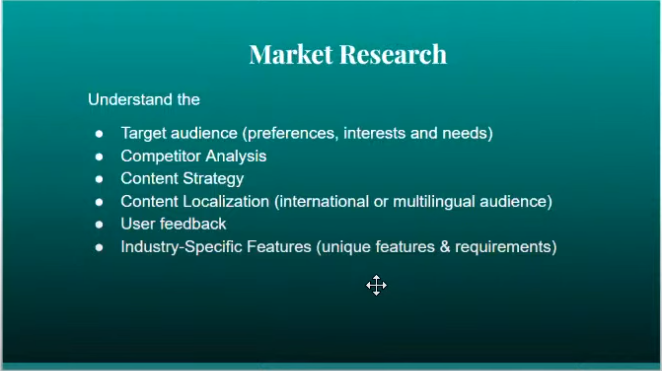 Market Research
Understand the
● Target audience (preferences, interests and needs)
● Competitor Analysis
● Content Strategy
● Content Localization (international or multilingual audience)
● User feedback
● Industry-Specific Features (unique features & requirements)